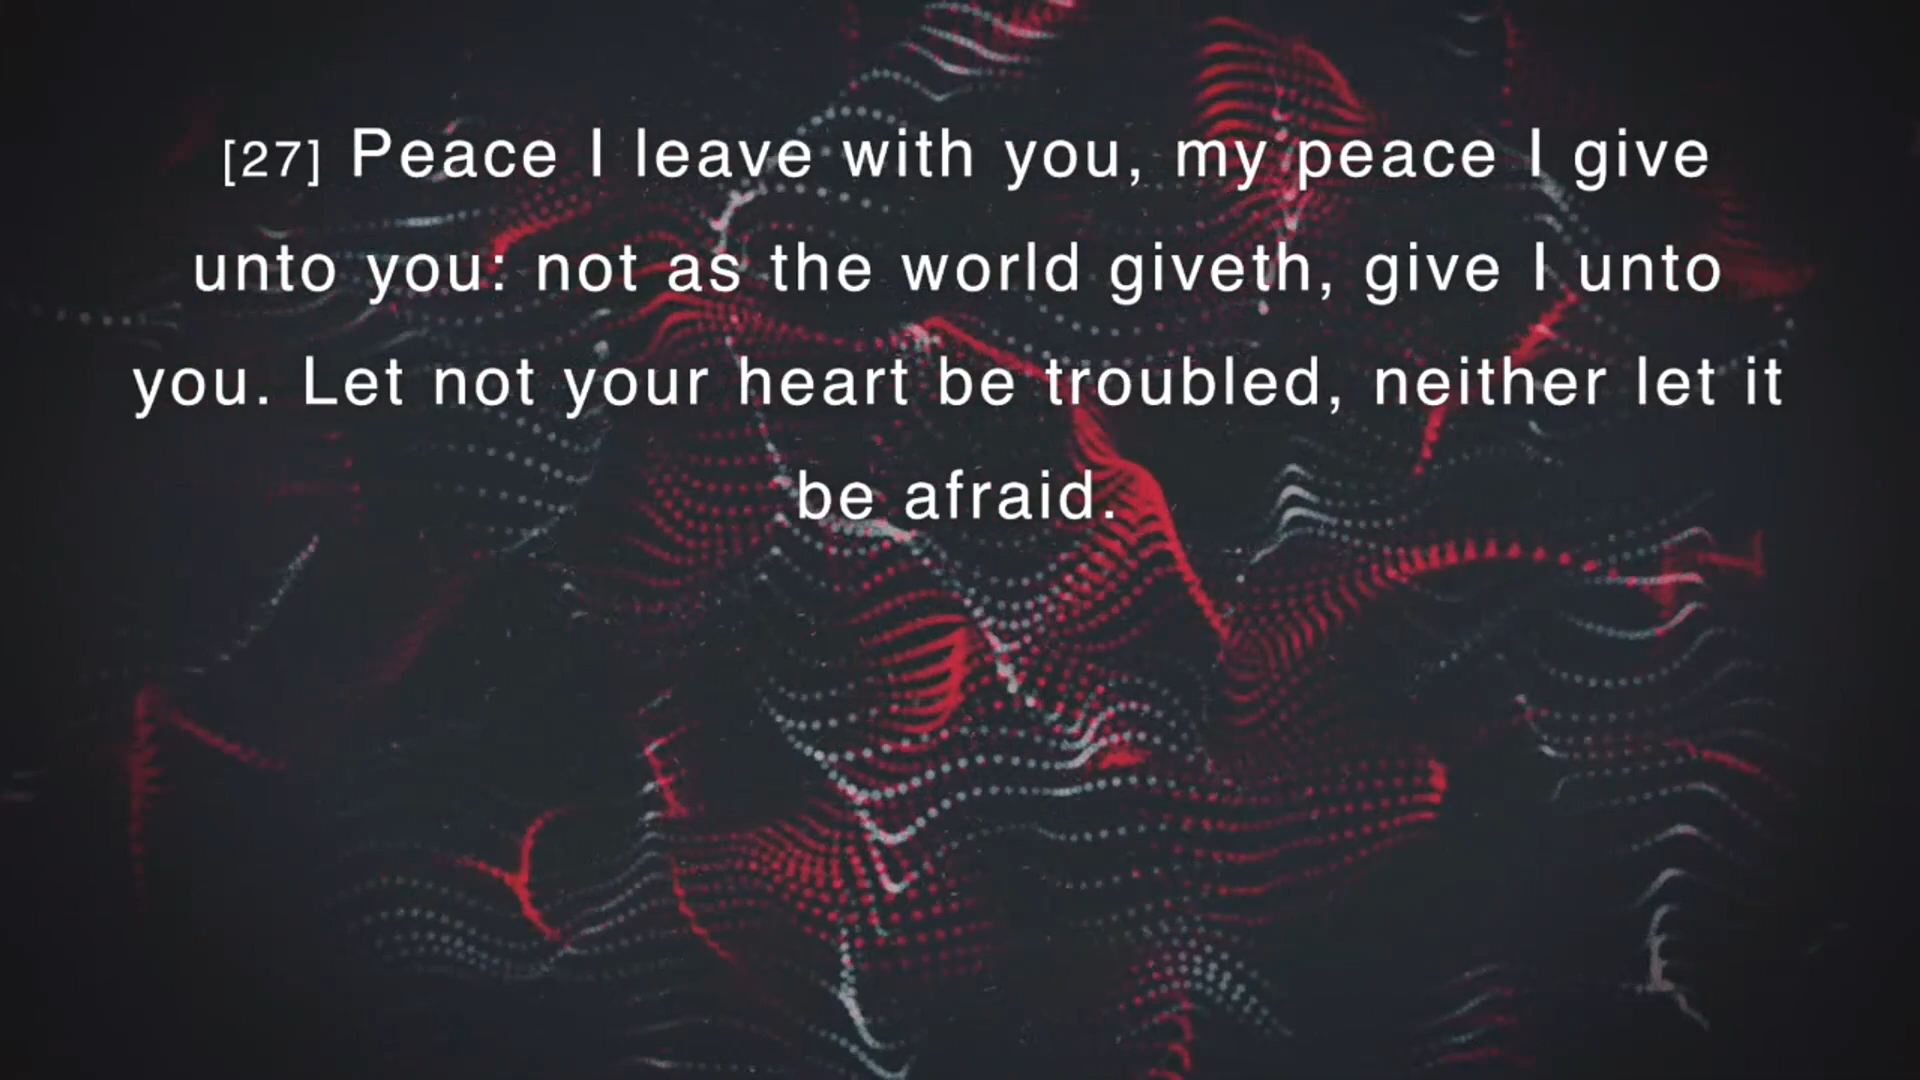 [27] Peace I leave with you, my peace I give
unto you: not as the world giveth, give I unto
you. Let not your heart be troubled, neither let it
be afraid.